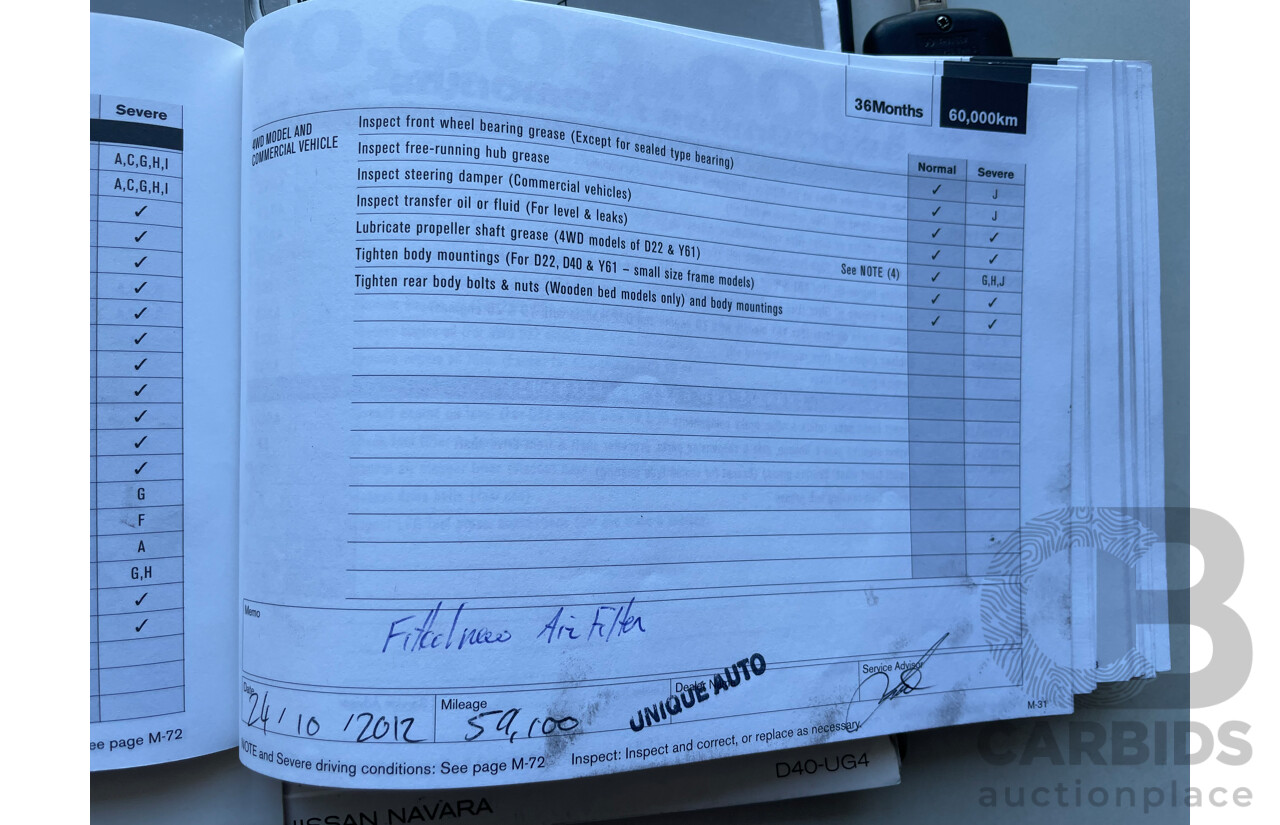 Severe
A,C,G,H,I
A,C,G,H,I
✓
✓
✓
✓
✓
✓
✓
✓
✓
✓
✓
G
F
A
G,H
✓
✓
ee page M-72
36Months
60,000km
Normal Severe
4WD MODEL AND
COMMERCIAL VEHICLE
Inspect front wheel bearing grease (Except for sealed type bearing) ✓ J
Inspect free-running hub grease ✓ J
Inspect steering damper (Commercial vehicles) ✓ ✓
Inspect transfer oil or fluid (For level & leaks) ✓ ✓
Lubricate propeller shaft grease (4WD models of D22 & Y61) See NOTE (4) ✓ G,H,J
Tighten body mountings (For D22, D40 & Y61 – small size frame models) ✓ ✓
Tighten rear body bolts & nuts (Wooden bed models only) and body mountings ✓ ✓
Memo
Fitted new Air Filter
Date
24 / 10 / 2012
Mileage
59,100
UNIQUE AUTO
Service Advisor
M-31
NOTE and Severe driving conditions: See page M-72 Inspect: Inspect and correct, or replace as necessary.
D40-UG4
ISSAN NAVARA
CB
CARBIDS
auctionplace